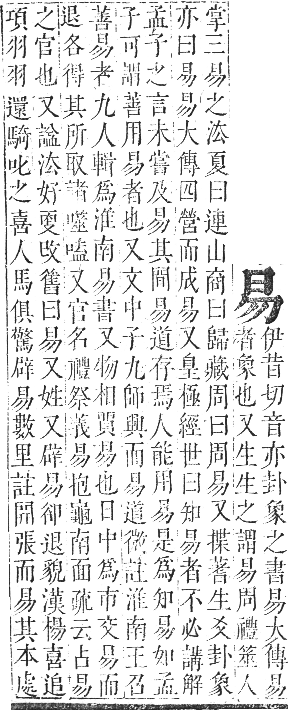 易
伊昔切音亦卦象之書易大傳易
者象也又生生之謂易周禮簭人
掌三易之㳒夏曰連山商曰歸藏周曰周易又揲蓍生爻卦象
亦曰易易大傳四營而成易又皇極經世曰知易者不必講解
孟子之言未嘗及易其間易道存焉人能用易是為知易如孟
子可謂善用易者也又文中子九師興而易道微註淮南王召
善易者九人輯為淮南易書又物相貿易也日中為市交易而
退各得其所取諸噬嗑又官名禮祭義易抱龜南面疏云占易
之官也又謚㳒好更改舊曰易又姓又辟易卻退貌漢楊喜追
項羽羽還騎叱之喜人馬俱驚辟易數里註開張而易其本處